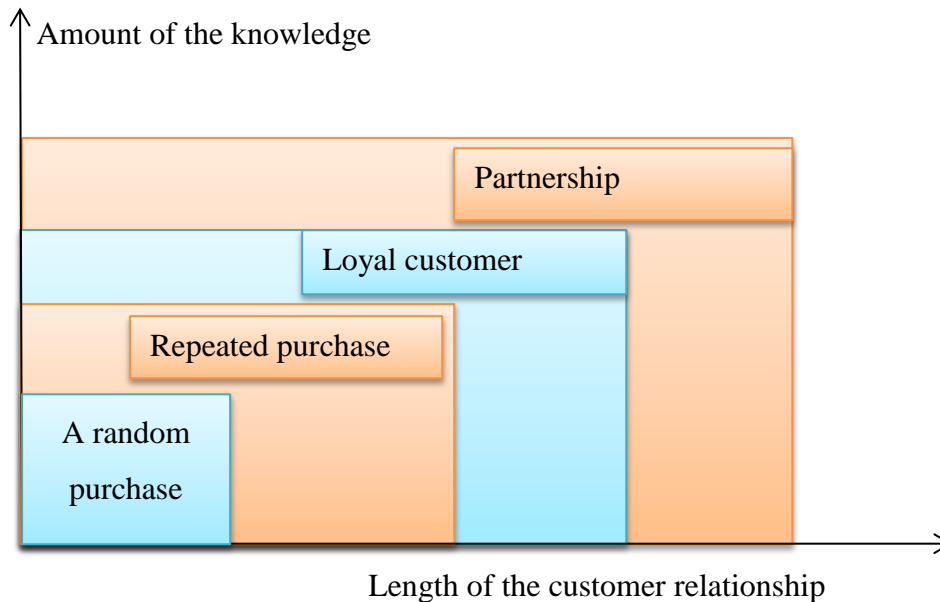 Amount of the knowledge
Partnership
Loyal customer
Repeated purchase
A random
purchase
Length of the customer relationship